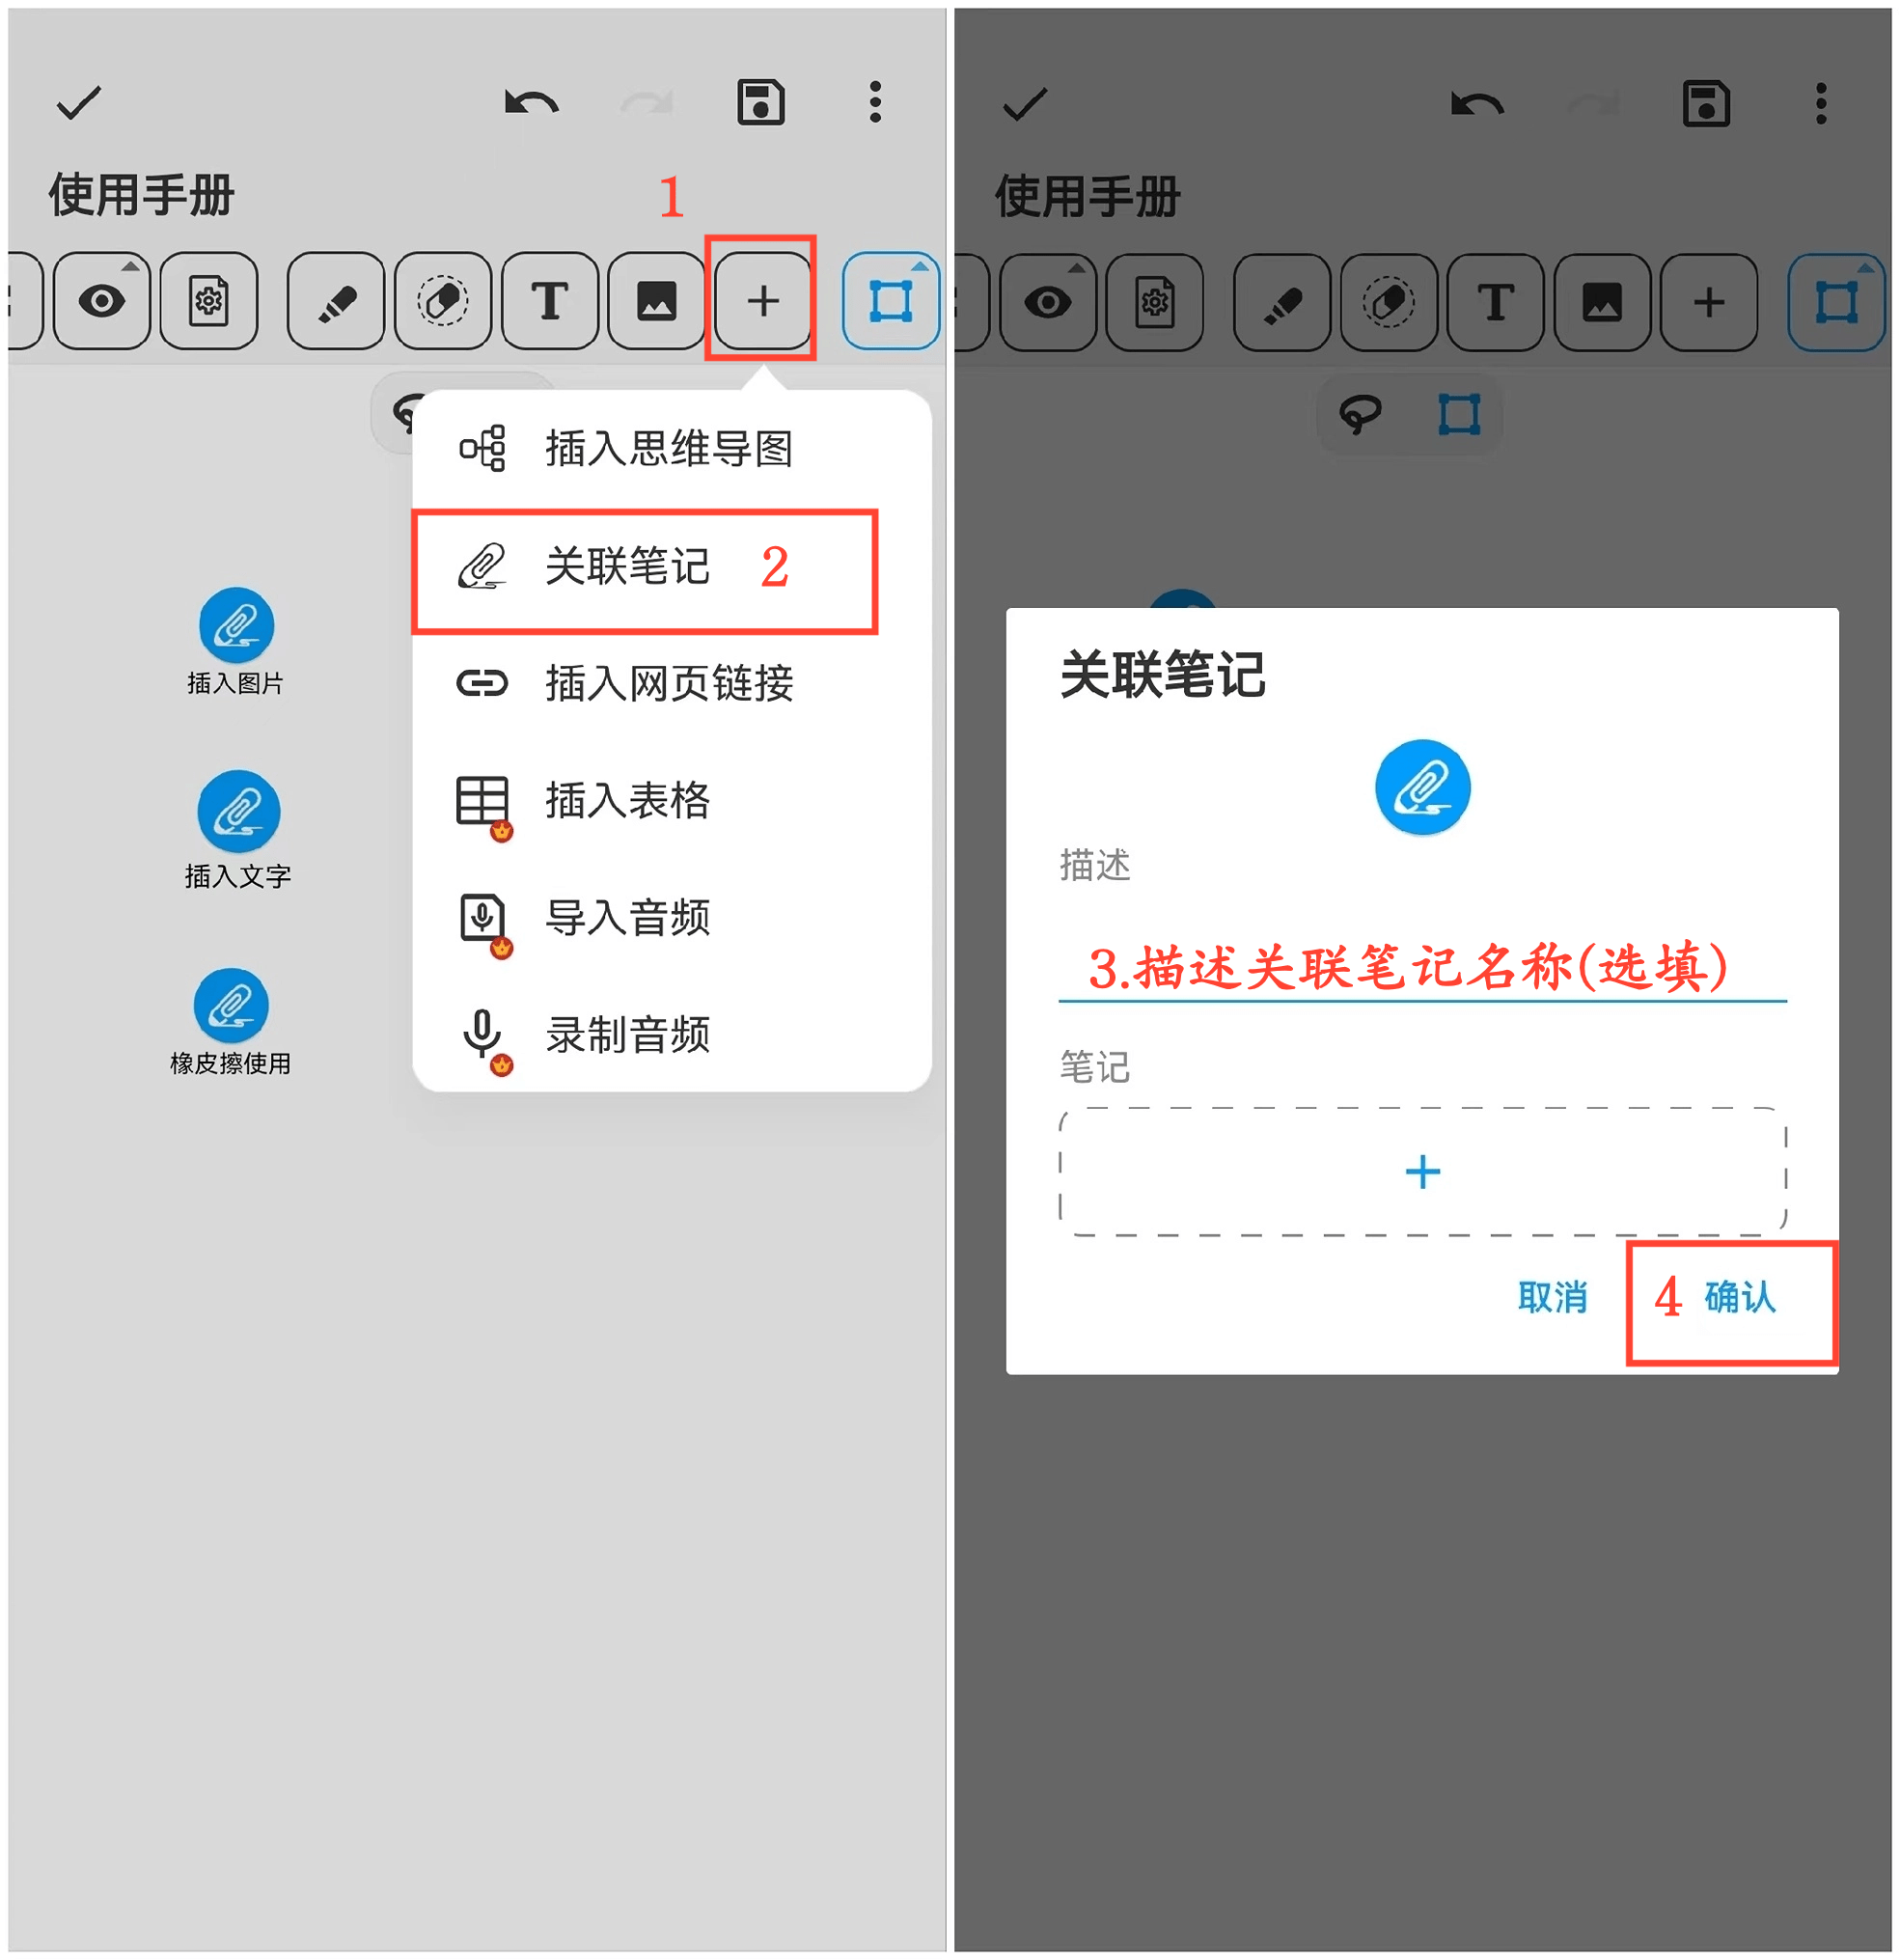 使用手册
1
T
插入思维导图
关联笔记 2
插入网页链接
插入表格
导入音频
录制音频
插入图片
插入文字
橡皮擦使用
使用手册
T
关联笔记
描述
3.描述关联笔记名称(选填)
笔记
取消 4 确认